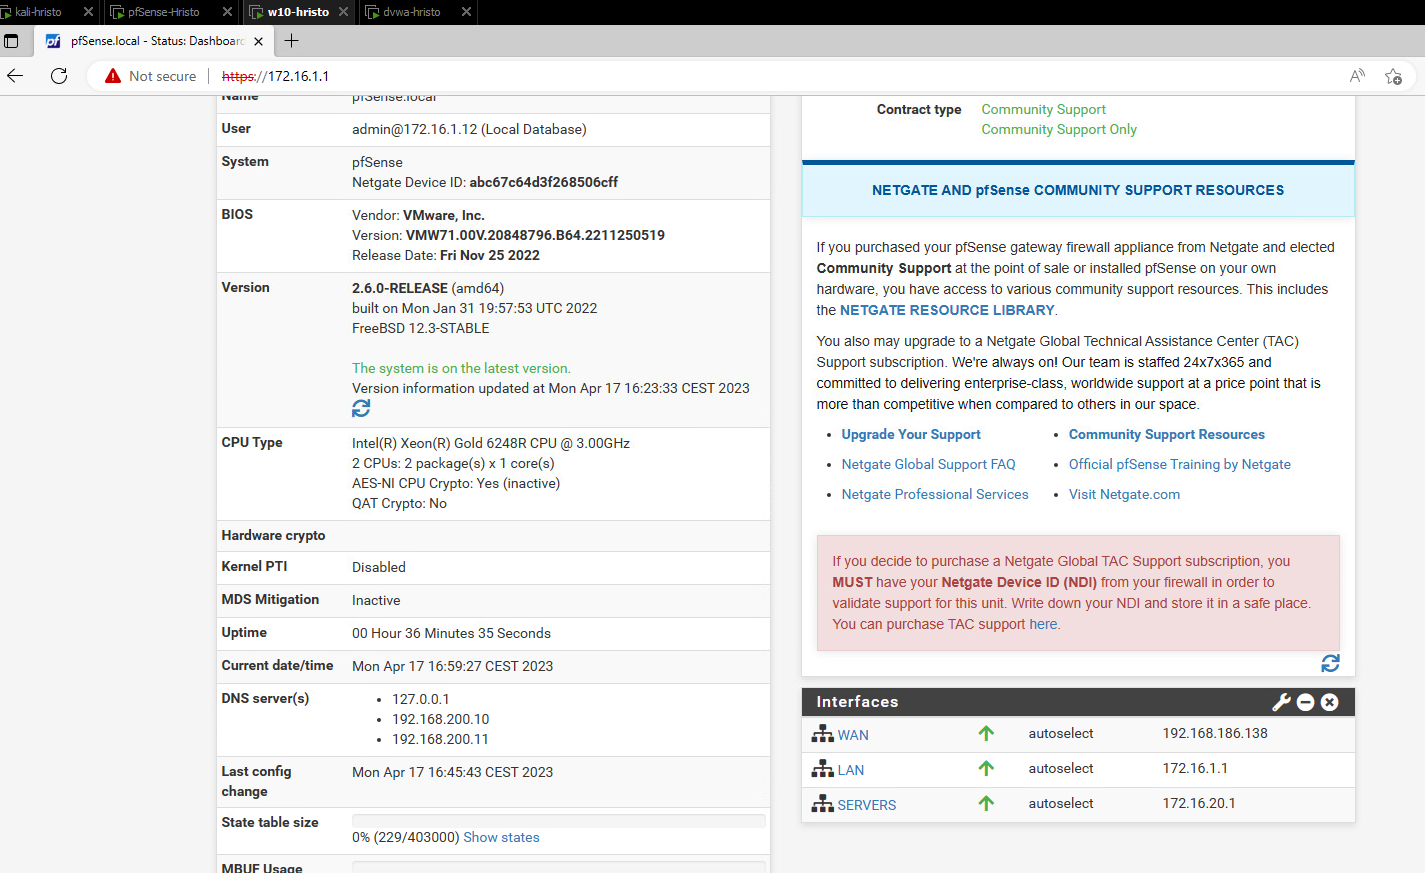 kali-hristo
pfSense-Hristo
w10-hristo
dvwa-hristo
pfSense.local - Status: Dashboard
Not secure
https://172.16.1.1
Name pfSense.local
User admin@172.16.1.12 (Local Database)
System pfSense
Netgate Device ID: abc67c64d3f268506cff
BIOS Vendor: VMware, Inc.
Version: VMW71.00V.20848796.B64.2211250519
Release Date: Fri Nov 25 2022
Version 2.6.0-RELEASE (amd64)
built on Mon Jan 31 19:57:53 UTC 2022
FreeBSD 12.3-STABLE
The system is on the latest version.
Version information updated at Mon Apr 17 16:23:33 CEST 2023
CPU Type Intel(R) Xeon(R) Gold 6248R CPU @ 3.00GHz
2 CPUs: 2 package(s) x 1 core(s)
AES-NI CPU Crypto: Yes (inactive)
QAT Crypto: No
Hardware crypto
Kernel PTI Disabled
MDS Mitigation Inactive
Uptime 00 Hour 36 Minutes 35 Seconds
Current date/time Mon Apr 17 16:59:27 CEST 2023
DNS server(s)
127.0.0.1
192.168.200.10
192.168.200.11
Last config change Mon Apr 17 16:45:43 CEST 2023
State table size
0% (229/403000) Show states
MBUF Usage
Contract type Community Support
Community Support Only
NETGATE AND pfSense COMMUNITY SUPPORT RESOURCES
If you purchased your pfSense gateway firewall appliance from Netgate and elected
Community Support at the point of sale or installed pfSense on your own
hardware, you have access to various community support resources. This includes
the NETGATE RESOURCE LIBRARY.
You also may upgrade to a Netgate Global Technical Assistance Center (TAC)
Support subscription. We're always on! Our team is staffed 24x7x365 and
committed to delivering enterprise-class, worldwide support at a price point that is
more than competitive when compared to others in our space.
Upgrade Your Support
Community Support Resources
Netgate Global Support FAQ
Official pfSense Training by Netgate
Netgate Professional Services
Visit Netgate.com
If you decide to purchase a Netgate Global TAC Support subscription, you
MUST have your Netgate Device ID (NDI) from your firewall in order to
validate support for this unit. Write down your NDI and store it in a safe place.
You can purchase TAC support here.
Interfaces
WAN autoselect 192.168.186.138
LAN autoselect 172.16.1.1
SERVERS autoselect 172.16.20.1